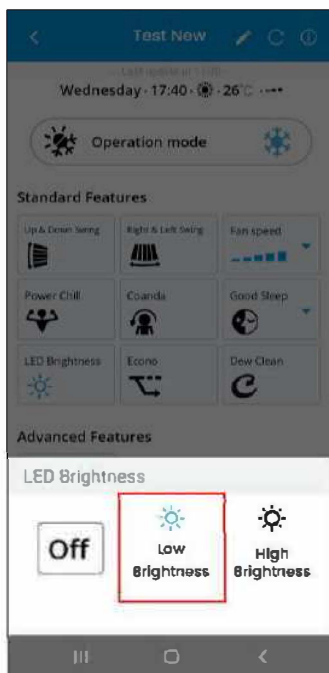 Test New
Wednesday · 17:40 · 26°C
Operation mode
Standard Features
Up & Down Swing
Right & Left Swing
Fan speed
Power Chill
Coanda
Good Sleep
LED Brightness
Econo
Dew Clean
Advanced Features
LED Brightness
Off
Low
Brightness
High
Brightness